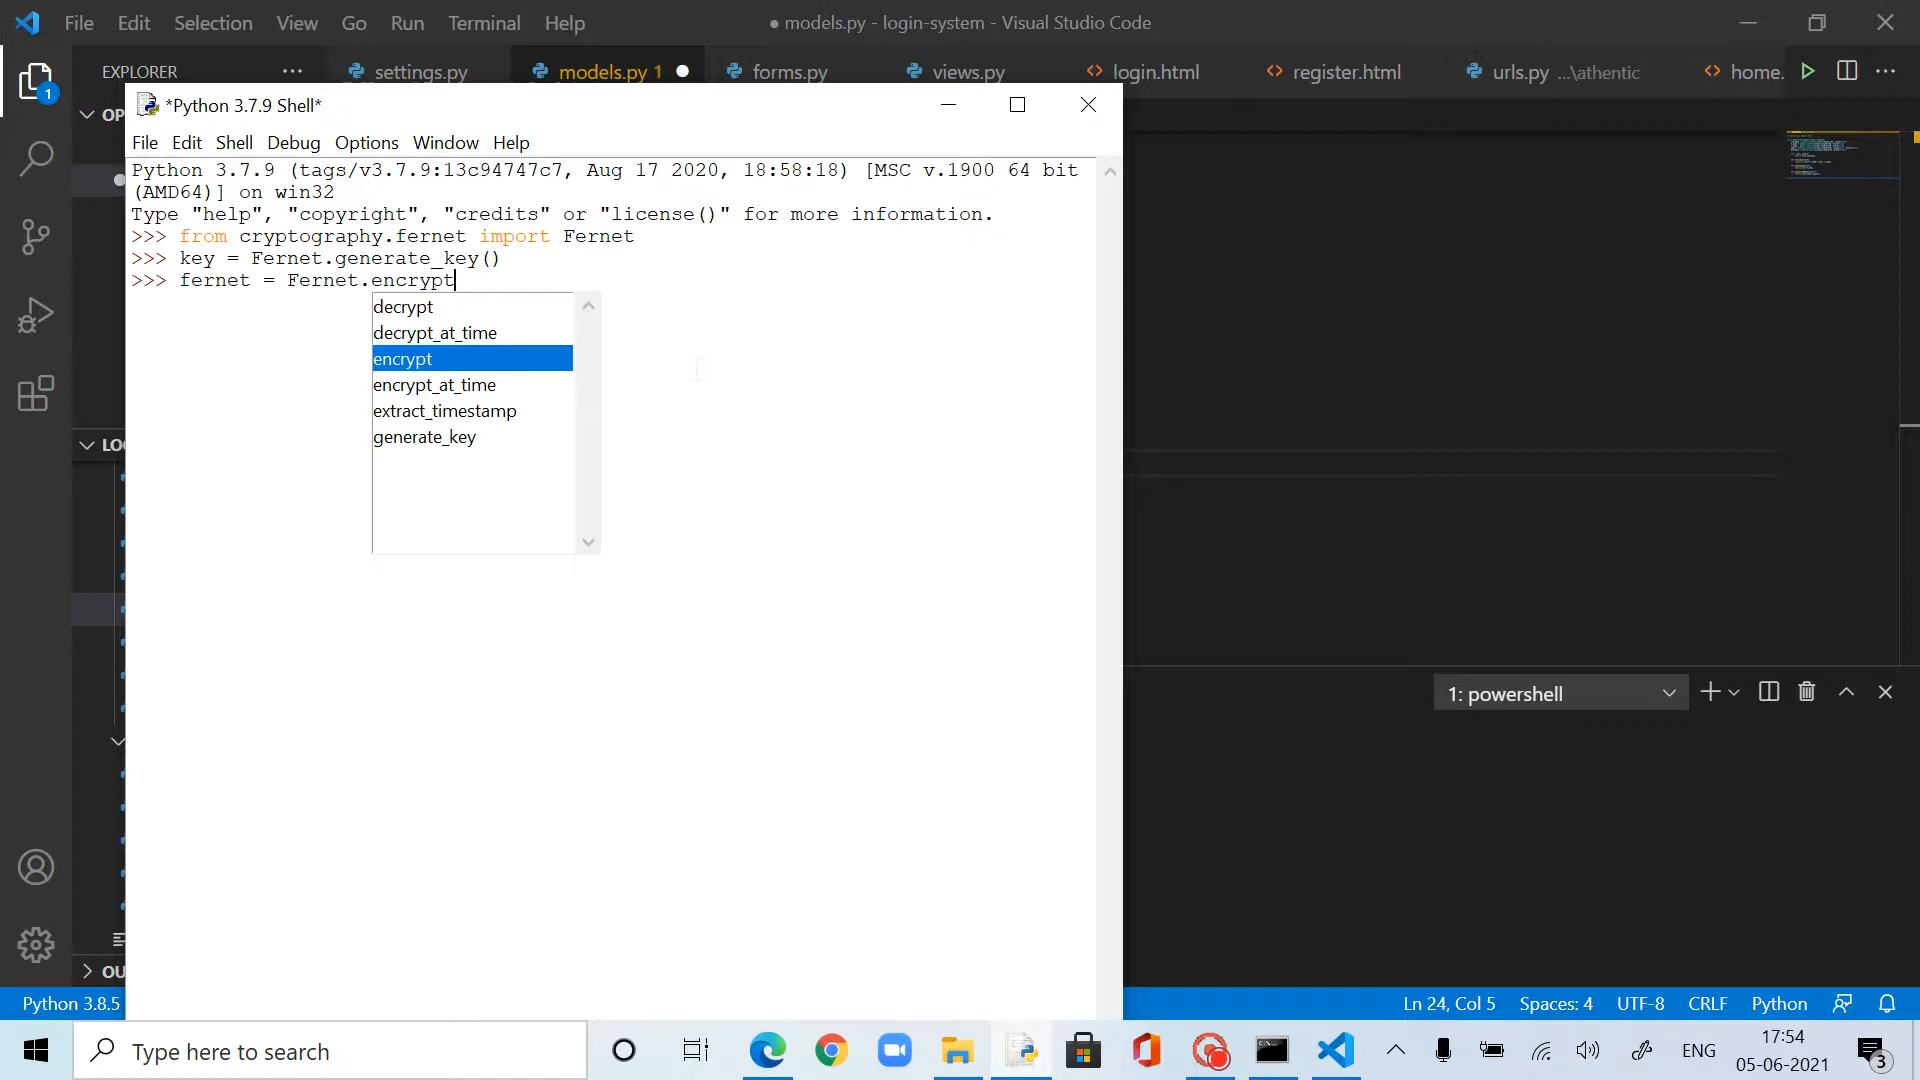 File Edit Selection View Go Run Terminal Help
● models.py - login-system - Visual Studio Code
EXPLORER
settings.py
models.py 1
forms.py
views.py
login.html
register.html
urls.py ...\athentic
home.
1
*Python 3.7.9 Shell*
File Edit Shell Debug Options Window Help
Python 3.7.9 (tags/v3.7.9:13c94747c7, Aug 17 2020, 18:58:18) [MSC v.1900 64 bit
(AMD64)] on win32
Type "help", "copyright", "credits" or "license()" for more information.
>>> from cryptography.fernet import Fernet
>>> key = Fernet.generate_key()
>>> fernet = Fernet.encrypt
decrypt
decrypt_at_time
encrypt
encrypt_at_time
extract_timestamp
generate_key
OP
LOG
OU
1: powershell
Python 3.8.5
Ln 24, Col 5 Spaces: 4 UTF-8 CRLF Python
Type here to search
ENG
17:54
05-06-2021
3